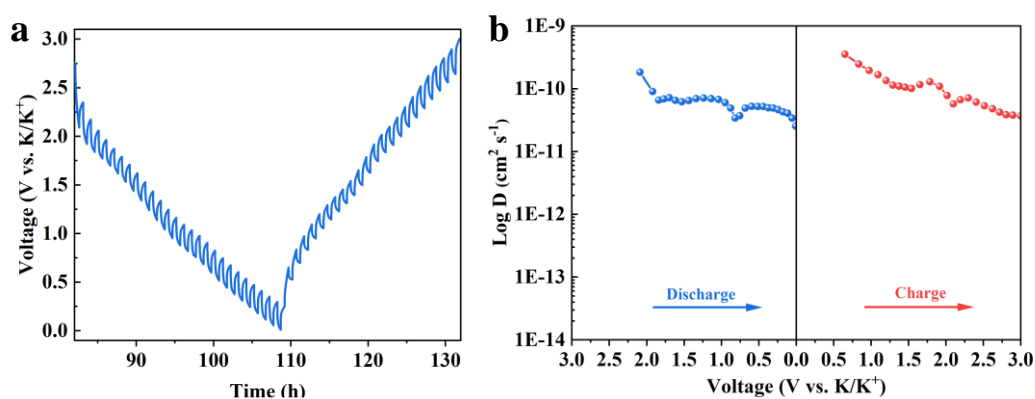 a
3.0
2.5
2.0
1.5
1.0
0.5
0.0
Voltage (V vs. K/K⁺)
90 100 110 120 130
Time (h)
b
1E-9
1E-10
1E-11
1E-12
1E-13
1E-14
Log D (cm² s⁻¹)
Discharge
Charge
3.0 2.5 2.0 1.5 1.0 0.5 0.0 0.5 1.0 1.5 2.0 2.5 3.0
Voltage (V vs. K/K⁺)